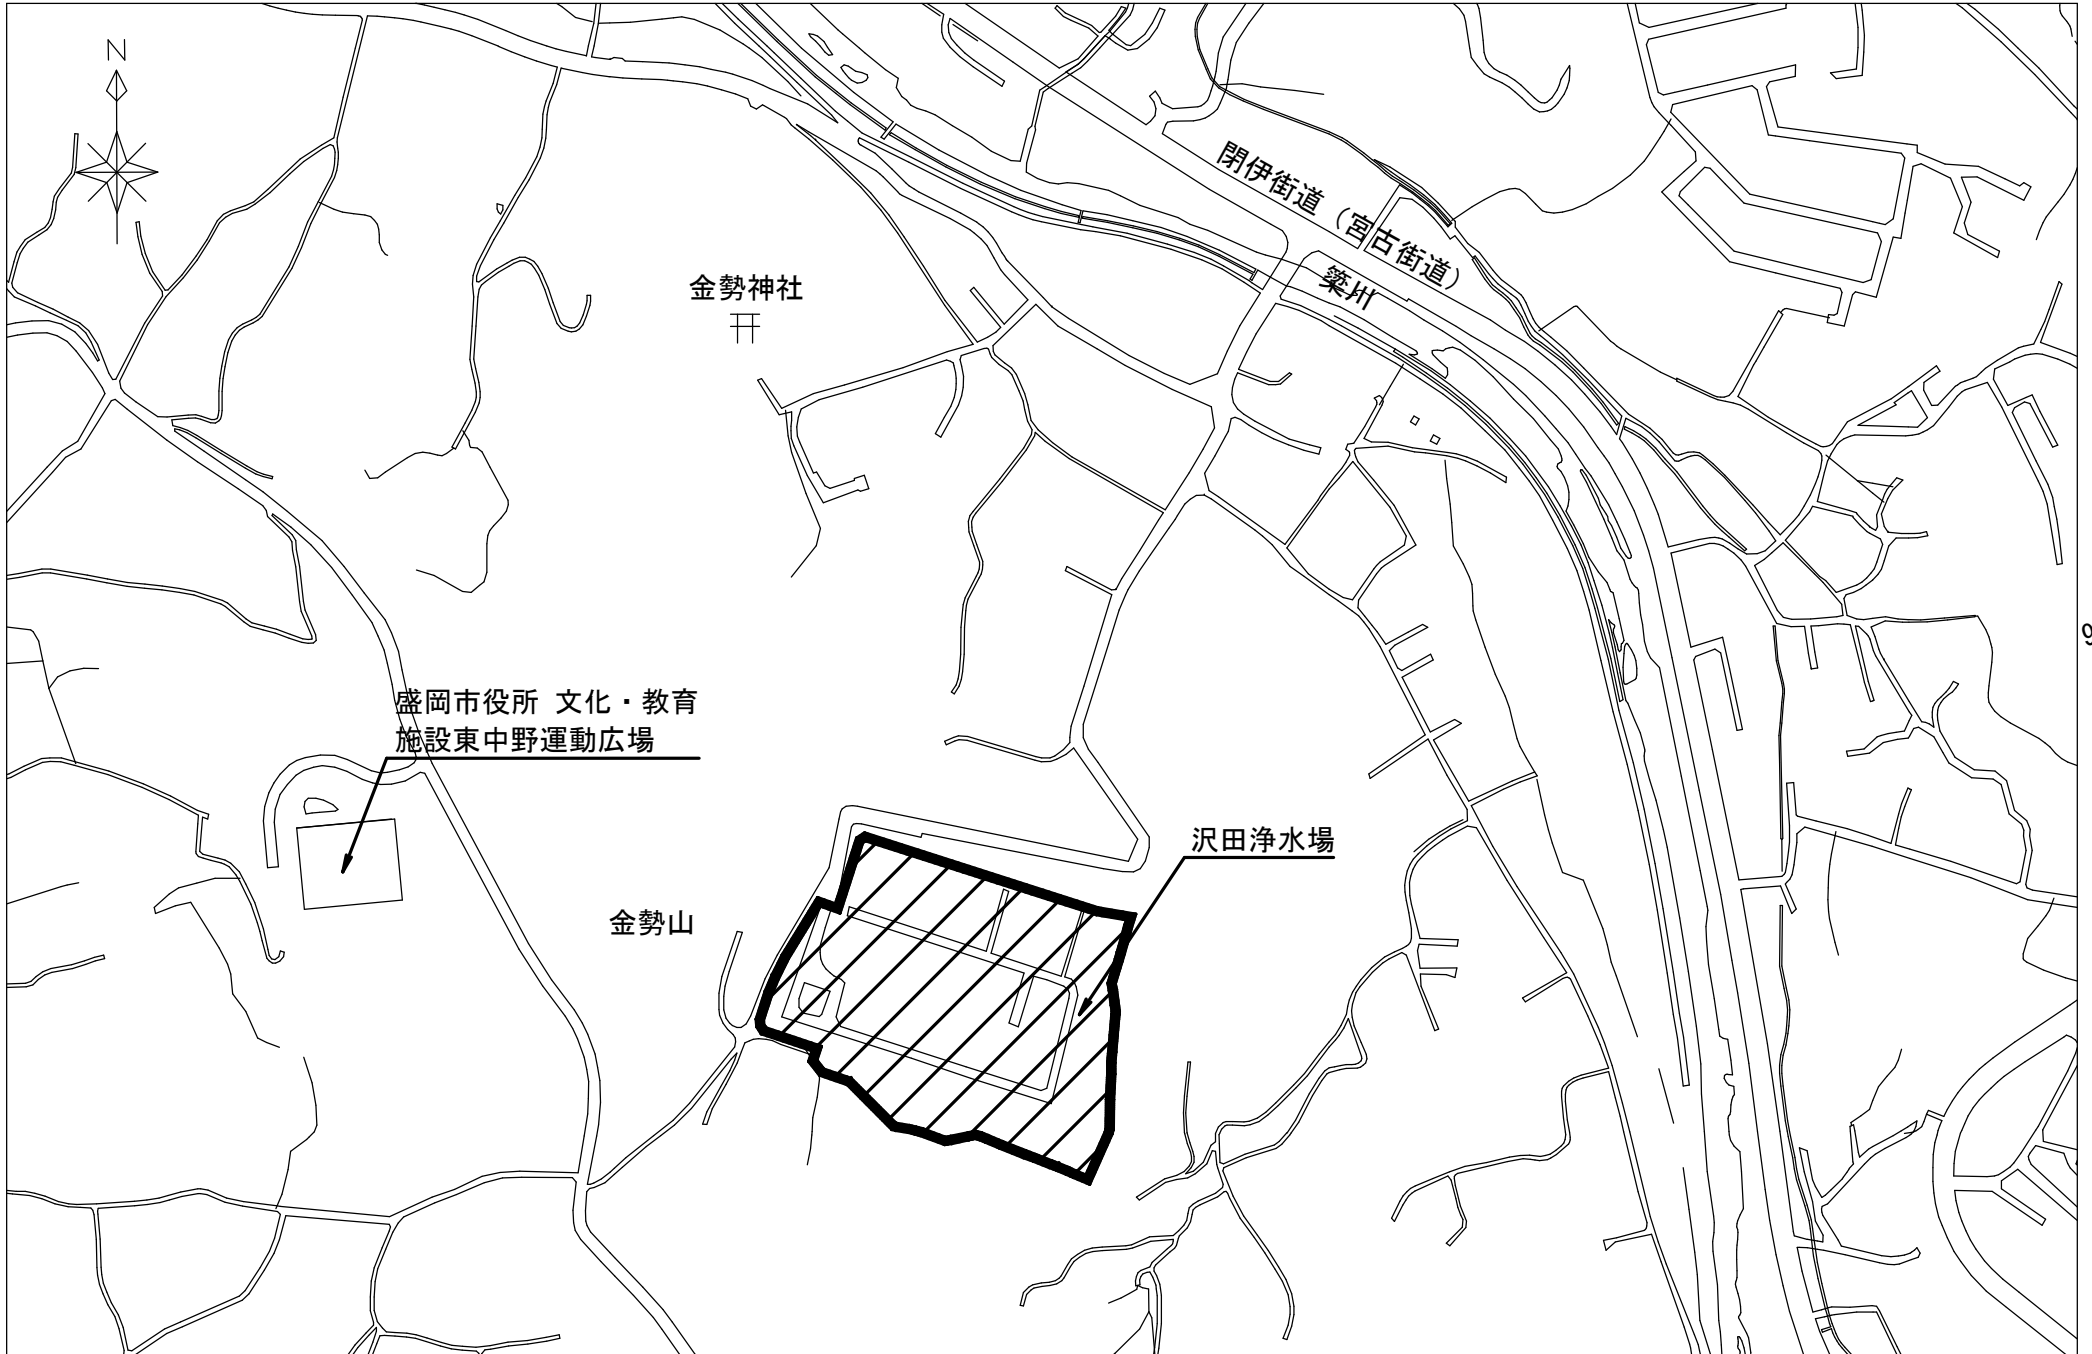 N
閉伊街道（宮古街道）
簗川
金勢神社
盛岡市役所 文化・教育
施設東中野運動広場
沢田浄水場
金勢山
9